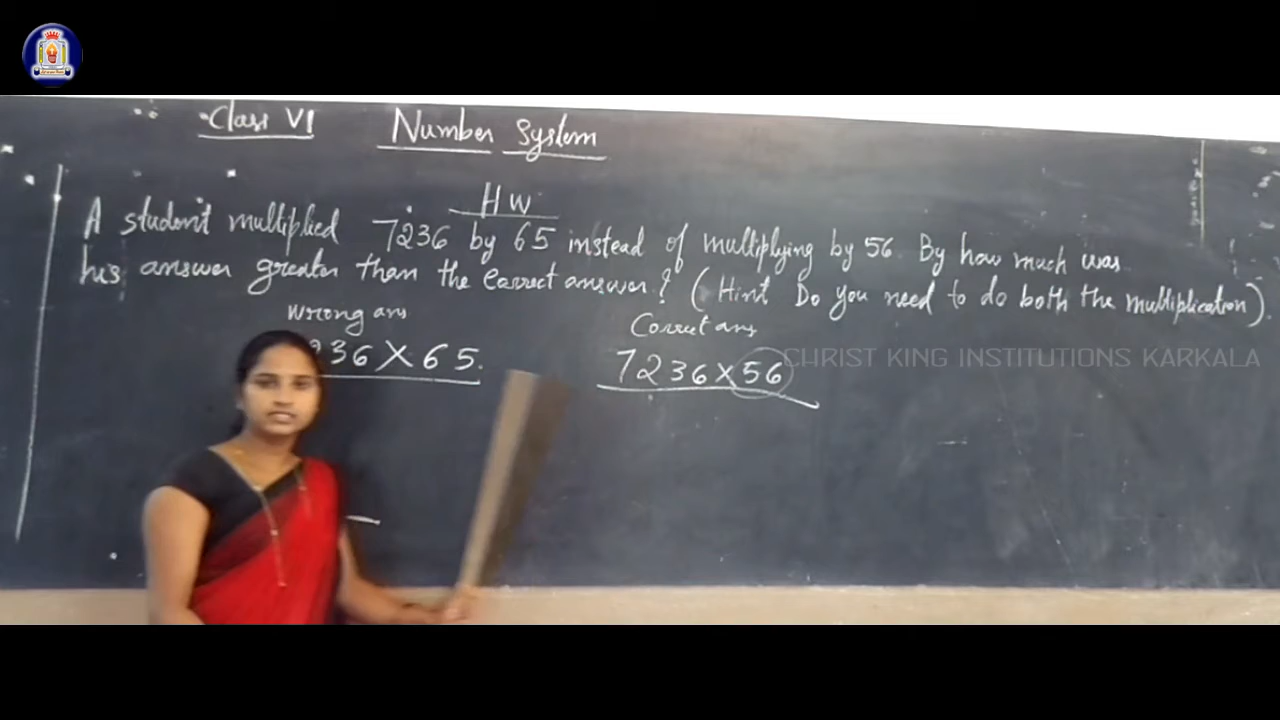 Class VI Number System
HW
A student multiplied 7236 by 65 instead of multiplying by 56. By how much was
his answer greater than the correct answer? (Hint Do you need to do both the multiplication).
Wrong ans
Correct ans
236 × 65.
7236×56
CHRIST KING INSTITUTIONS KARKALA